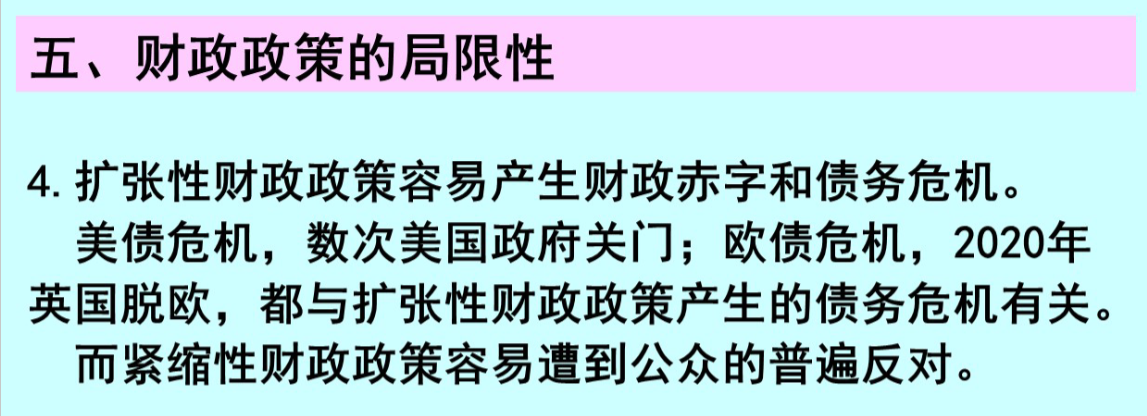 五、财政政策的局限性
4. 扩张性财政政策容易产生财政赤字和债务危机。
美债危机，数次美国政府关门；欧债危机，2020年
英国脱欧，都与扩张性财政政策产生的债务危机有关。
而紧缩性财政政策容易遭到公众的普遍反对。